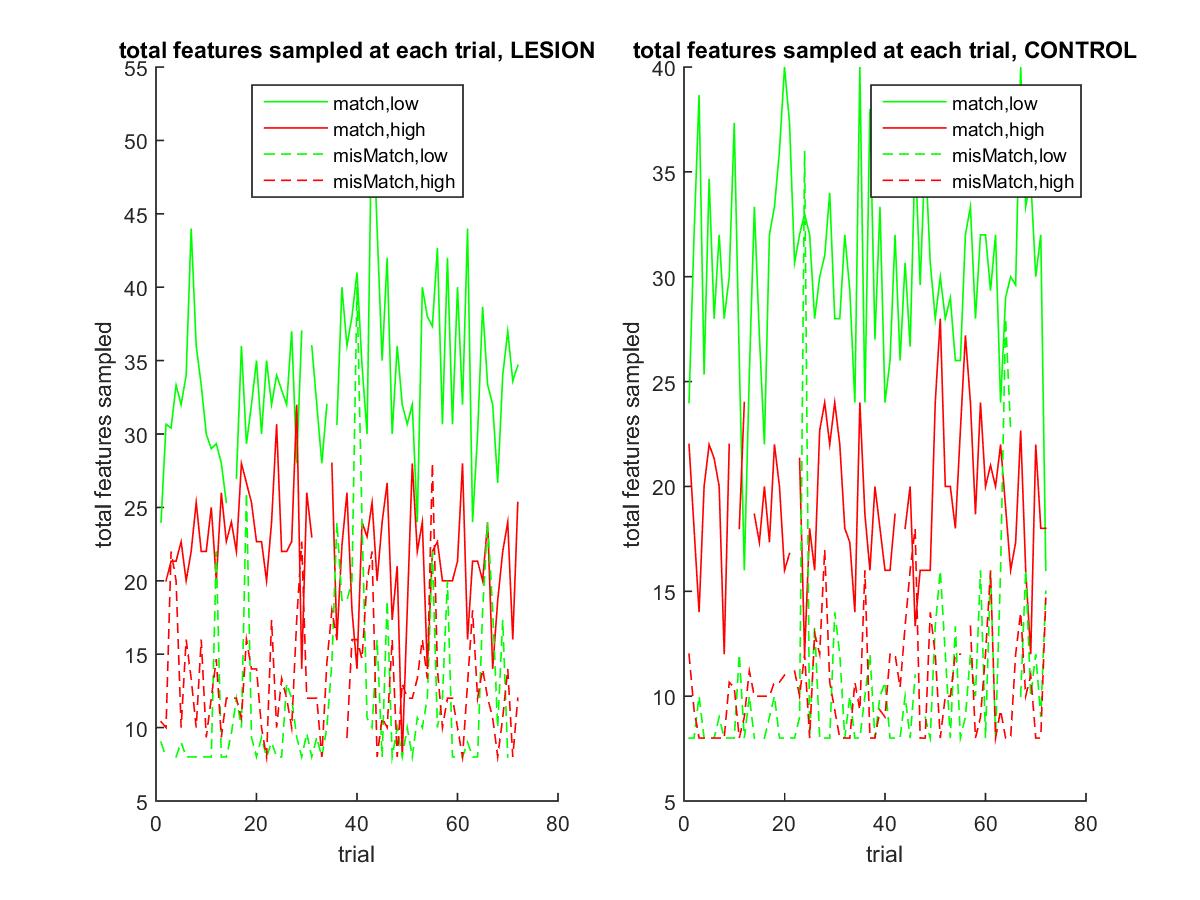 total features sampled at each trial, LESION
55
50
45
40
35
30
25
20
15
10
5
total features sampled
0
20
40
60
80
trial
match,low
match,high
misMatch,low
misMatch,high
total features sampled at each trial, CONTROL
40
35
30
25
20
15
10
5
total features sampled
0
20
40
60
80
trial
match,low
match,high
misMatch,low
misMatch,high